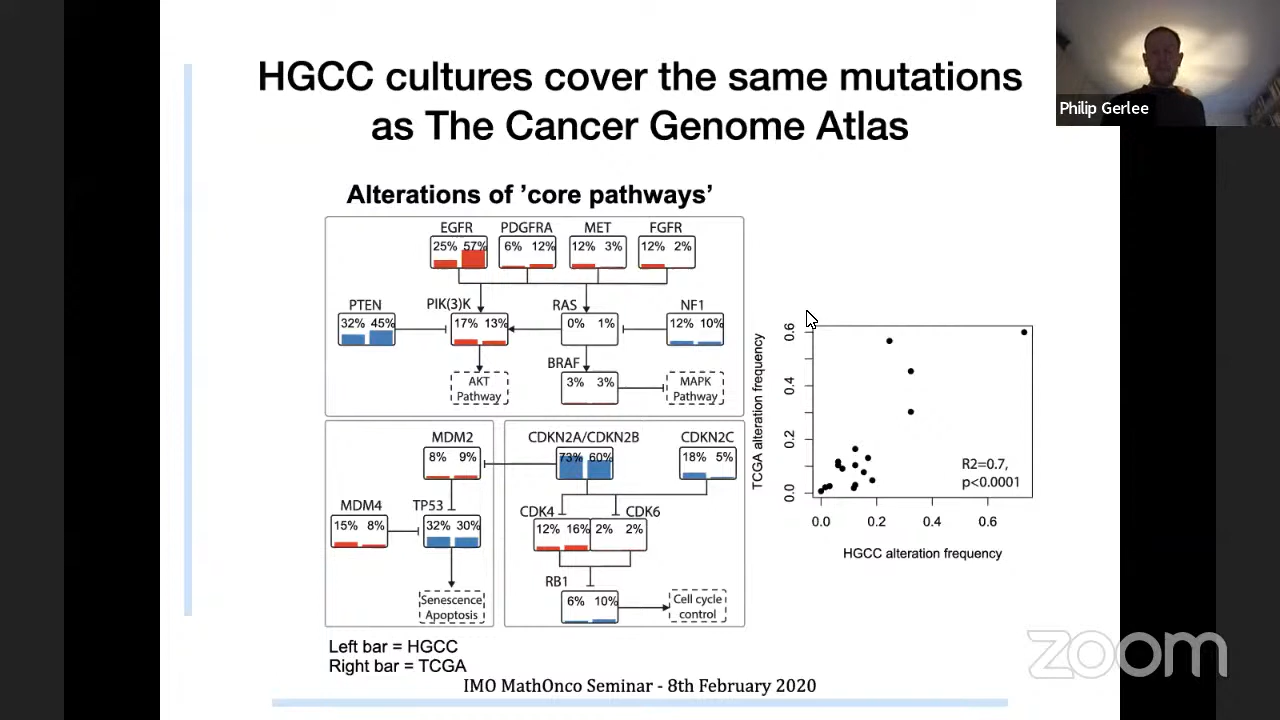 HGCC cultures cover the same mutations
as The Cancer Genome Atlas
Philip Gerlee
Alterations of 'core pathways'
EGFR PDGFRA MET FGFR
25% 57% 6% 12% 12% 3% 12% 2%
PTEN PIK(3)K RAS NF1
32% 45% 17% 13% 0% 1% 12% 10%
BRAF
AKT
Pathway
3% 3%
MAPK
Pathway
MDM2 CDKN2A/CDKN2B CDKN2C
8% 9% 73% 60% 18% 5%
MDM4 TP53 CDK4 CDK6
15% 8% 32% 30% 12% 16% 2% 2%
RB1
Senescence
Apoptosis
6% 10%
Cell cycle
control
TCGA alteration frequency
0.6
0.4
0.2
0.0
R2=0.7,
p<0.0001
0.0 0.2 0.4 0.6
HGCC alteration frequency
Left bar = HGCC
Right bar = TCGA
IMO MathOnco Seminar - 8th February 2020
zoom